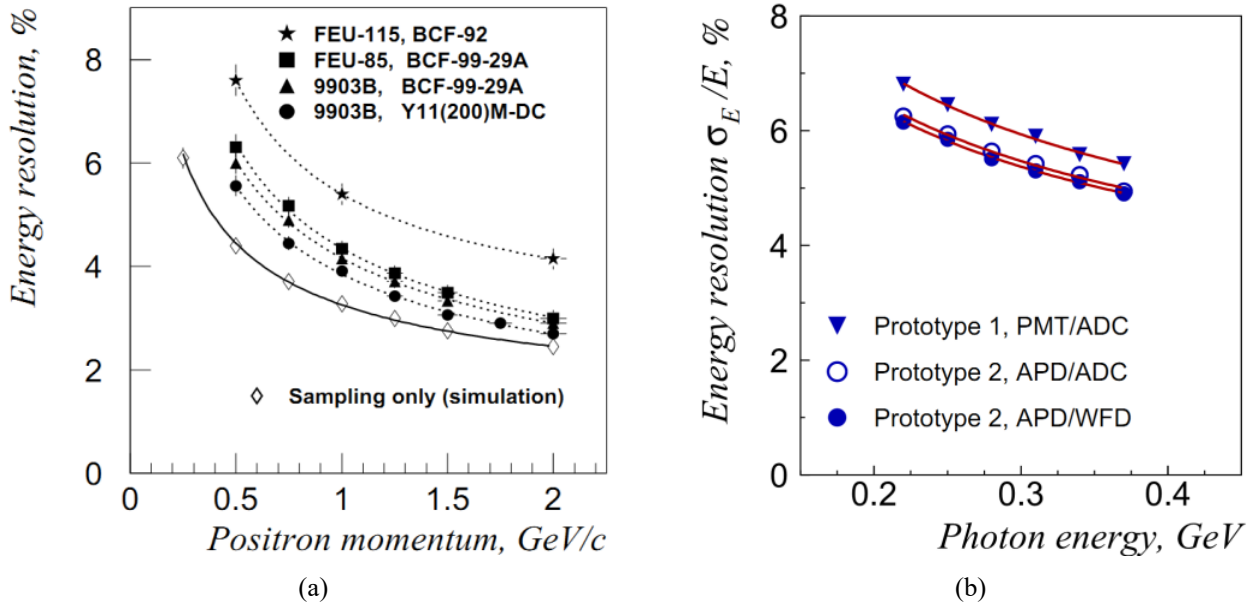 Energy resolution, %
8
6
4
2
0
FEU-115, BCF-92
FEU-85, BCF-99-29A
9903B, BCF-99-29A
9903B, Y11(200)M-DC
Sampling only (simulation)
0 0.5 1 1.5 2
Positron momentum, GeV/c
(a)
Energy resolution σ_E/E, %
8
6
4
2
0
Prototype 1, PMT/ADC
Prototype 2, APD/ADC
Prototype 2, APD/WFD
0.2 0.3 0.4
Photon energy, GeV
(b)